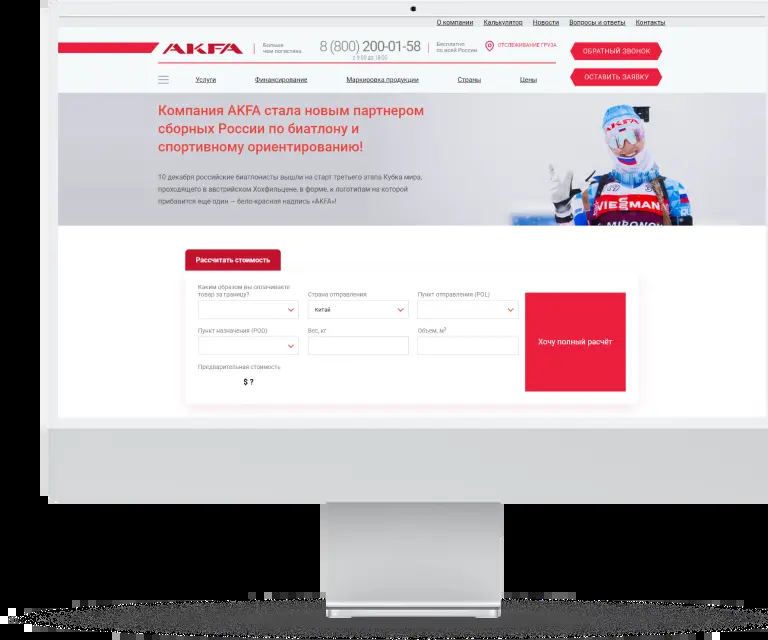 О компании Калькулятор Новости Вопросы и ответы Контакты
AKFA
Больше
чем логистика
8 (800) 200-01-58
с 9:00 до 18:00
Бесплатно
по всей России
ОТСЛЕЖИВАНИЕ ГРУЗА
ОБРАТНЫЙ ЗВОНОК
ОСТАВИТЬ ЗАЯВКУ
Услуги Финансирование Маркировка продукции Страны Цены
Компания AKFA стала новым партнером
сборных России по биатлону и
спортивному ориентированию!
10 декабря российские биатлонисты вышли на старт третьего этапа Кубка мира,
проходящего в австрийском Хохфильцене, в форме, к логотипам на которой
прибавится ещё один — бело-красная надпись «AKFA»!
AKFA
VIESMANN
MIRONOV
Рассчитать стоимость
Каким образом вы оплачиваете
товар за границу?
Страна отправления
Китай
Пункт отправления (POL)
Пункт назначения (POD)
Вес, кг
Объем, м³
Предварительная стоимость
$ ?
Хочу полный расчёт